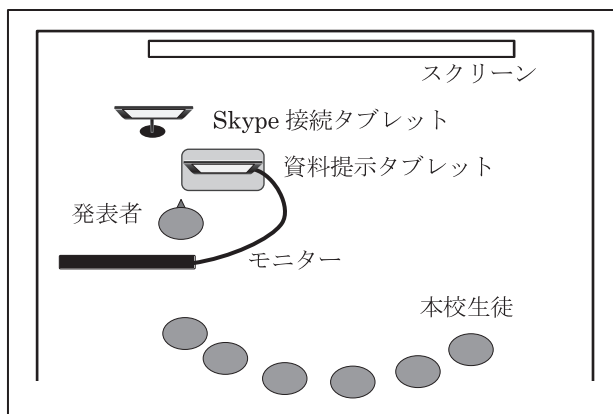 スクリーン
Skype 接続タブレット
資料提示タブレット
発表者
モニター
本校生徒